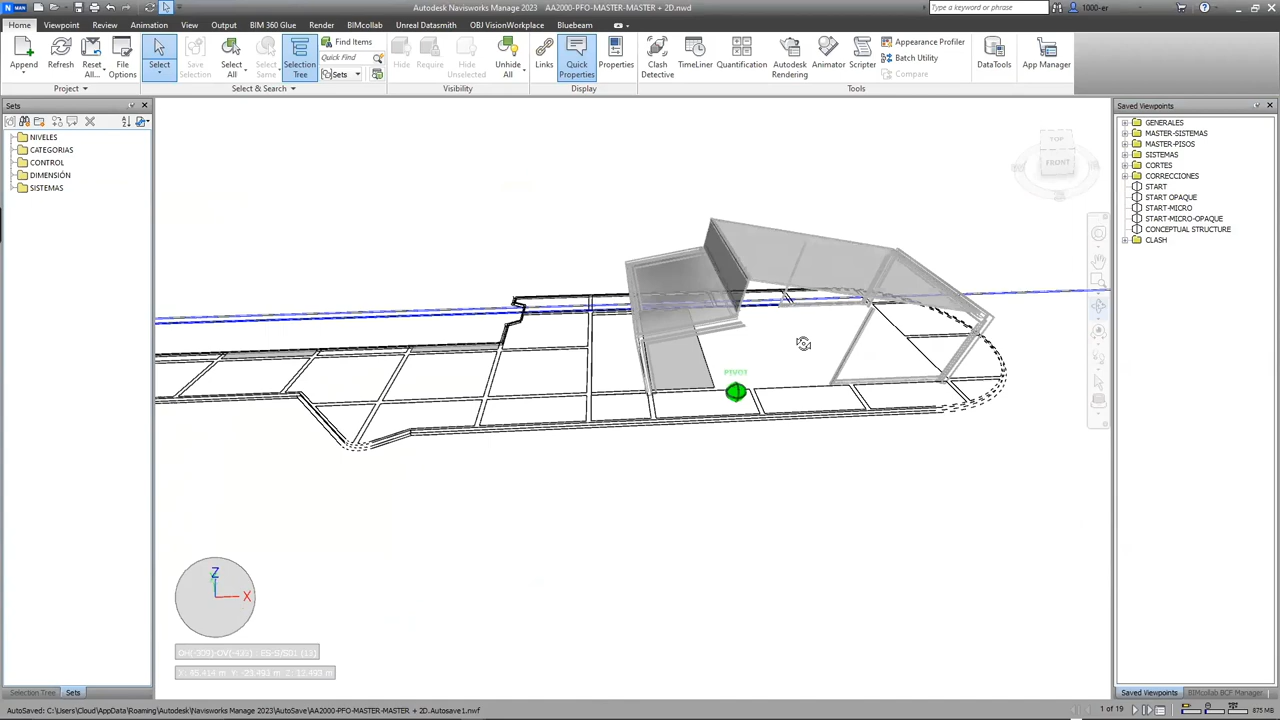 MAN
Autodesk Navisworks Manage 2023 AA2000-PFO-MASTER-MASTER + 2D.nwd
Type a keyword or phrase
1000-er
Home Viewpoint Review Animation View Output BIM 360 Glue Render BIMcollab Unreal Datasmith OBJ VisionWorkplace Bluebeam
Append
Refresh
Reset All...
File Options
Select
Save Selection
Select All
Select Same
Selection Tree
Find Items
Quick Find
Sets
Hide
Require
Hide Unselected
Unhide All
Links
Quick Properties
Properties
Clash Detective
TimeLiner
Quantification
Autodesk Rendering
Animator
Scripter
Appearance Profiler
Batch Utility
Compare
DataTools
App Manager
Project
Select & Search
Visibility
Display
Tools
Sets
NIVELES
CATEGORIAS
CONTROL
DIMENSIÓN
SISTEMAS
TOP
FRONT
PIVOT
Z
X
Saved Viewpoints
GENERALES
MASTER-SISTEMAS
MASTER-PISOS
SISTEMAS
CORTES
CORRECCIONES
START
START OPAQUE
START-MICRO
START-MICRO-OPAQUE
CONCEPTUAL STRUCTURE
CLASH
Selection Tree Sets
Saved Viewpoints BIMcollab BCF Manager
AutoSaved: C:\Users\Cloud\AppData\Roaming\Autodesk\Navisworks Manage 2023\AutoSave\AA2000-PFO-MASTER-MASTER + 2D.Autosave1.nwf
1 of 19
875 MB